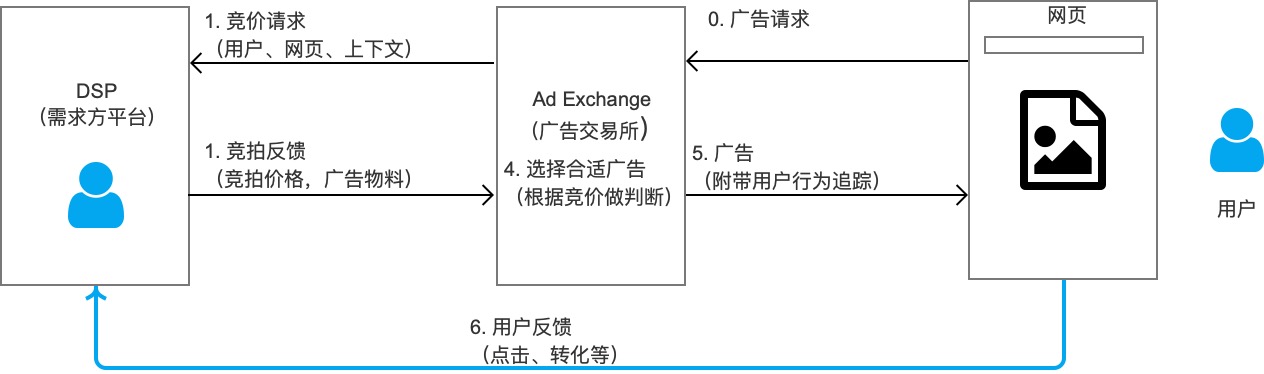 DSP
（需求方平台）
1. 竞价请求
（用户、网页、上下文）
1. 竞拍反馈
（竞拍价格，广告物料）
Ad Exchange
（广告交易所）
4. 选择合适广告
（根据竞价做判断）
0. 广告请求
5. 广告
（附带用户行为追踪）
网页
用户
6. 用户反馈
（点击、转化等）